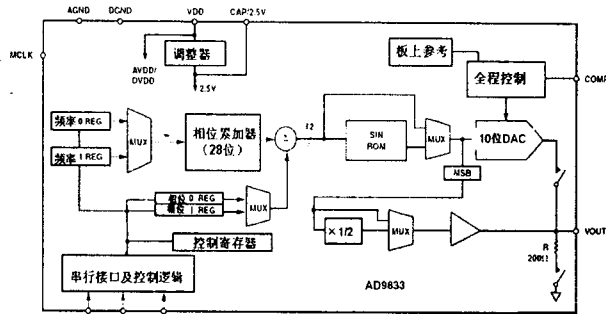 AGND DGND VDD CAP/2.5V
MCLK
调整器
AVDD/
DVDD
2.5V
板上参考
全程控制
COMP
频率 0 REG
频率 1 REG
MUX
相位累加器
(28位)
12
SIN
ROM
MUX
10位DAC
MSB
相位 0 REG
相位 1 REG
MUX
控制寄存器
× 1/2
MUX
VOUT
R
200Ω
串行接口及控制逻辑
AD9833